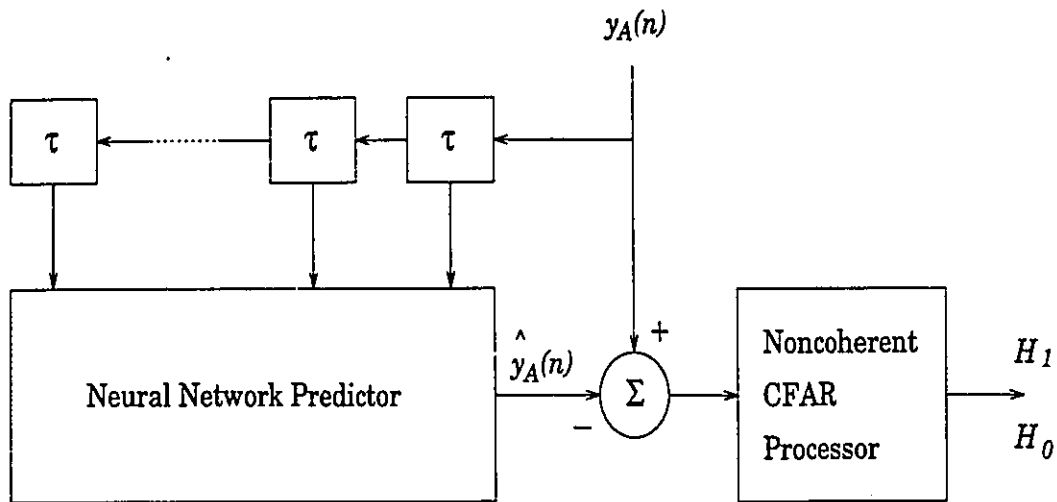 y_A(n)
τ
τ
τ
+
ŷ_A(n)
Neural Network Predictor
Σ
−
Noncoherent
CFAR
Processor
H_1
H_0